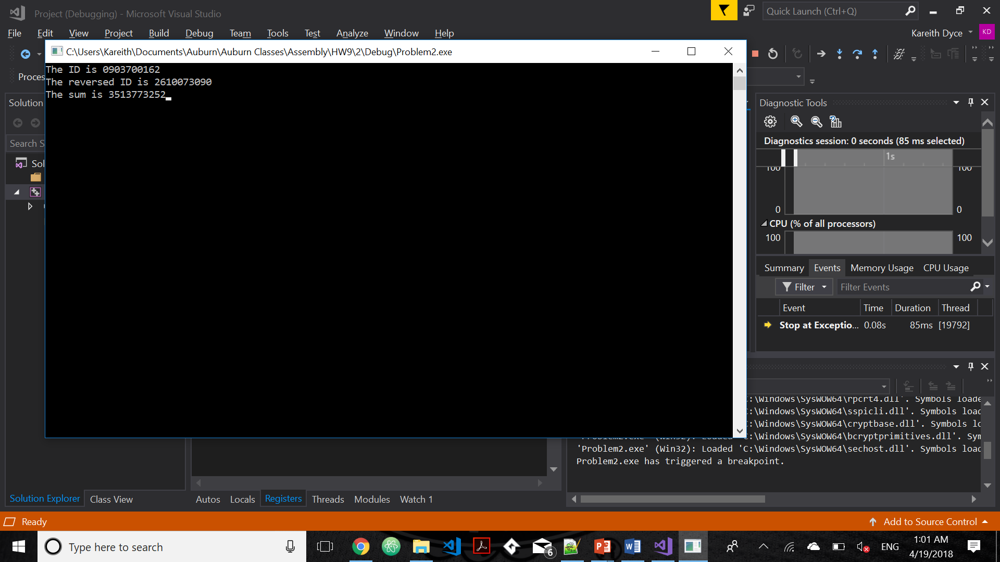 Project (Debugging) - Microsoft Visual Studio
Quick Launch (Ctrl+Q)
File Edit View Project Build Debug Team Tools Test Analyze Window Help
Kareith Dyce KD
C:\Users\Kareith\Documents\Auburn\Auburn Classes\Assembly\HW9\2\Debug\Problem2.exe
The ID is 0903700162
The reversed ID is 2610073090
The sum is 3513773252
Proces
Solution
Search S
Sol
Diagnostic Tools
Diagnostics session: 0 seconds (85 ms selected)
1s
100 100
0 0
CPU (% of all processors)
100 100
Summary Events Memory Usage CPU Usage
Filter Filter Events
Event Time Duration Thread
Stop at Exceptio... 0.08s 85ms [19792]
C:\Windows\SysWOW64\rpcrt4.dll'. Symbols loade
C:\Windows\SysWOW64\sspicli.dll'. Symbols load
C:\Windows\SysWOW64\cryptbase.dll'. Symbols lo
'Problem2.exe' (Win32): Loaded 'C:\Windows\SysWOW64\bcryptprimitives.dll'. Sym
'Problem2.exe' (Win32): Loaded 'C:\Windows\SysWOW64\sechost.dll'. Symbols load
Problem2.exe has triggered a breakpoint.
Solution Explorer Class View
Autos Locals Registers Threads Modules Watch 1
Ready
Add to Source Control
Type here to search
6
ENG
1:01 AM
4/19/2018